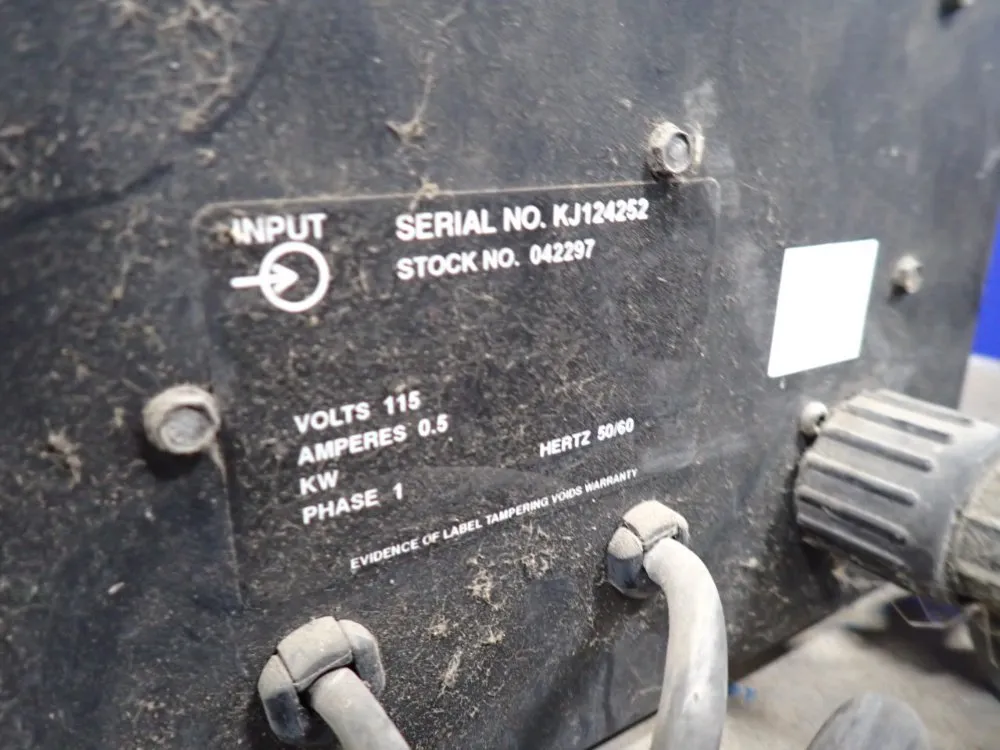 INPUT
SERIAL NO. KJ124252
STOCK NO. 042297
VOLTS 115
AMPERES 0.5
KW
HERTZ 50/60
PHASE 1
EVIDENCE OF LABEL TAMPERING VOIDS WARRANTY